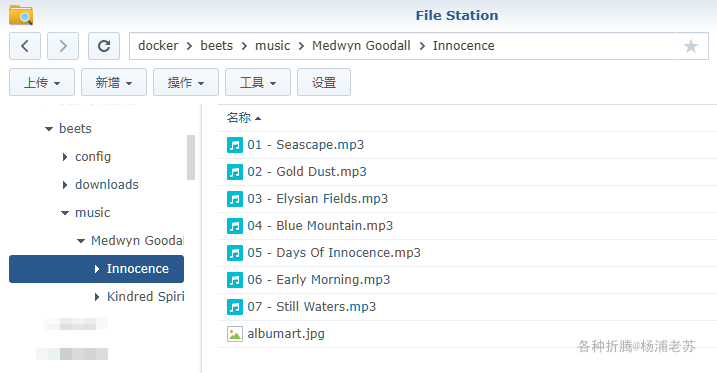 File Station
docker beets music Medwyn Goodall Innocence
上传 新增 操作 工具 设置
beets
config
downloads
music
Medwyn Goodal
Innocence
Kindred Spiri
名称
01 - Seascape.mp3
02 - Gold Dust.mp3
03 - Elysian Fields.mp3
04 - Blue Mountain.mp3
05 - Days Of Innocence.mp3
06 - Early Morning.mp3
07 - Still Waters.mp3
albumart.jpg
各种折腾@杨浦老苏